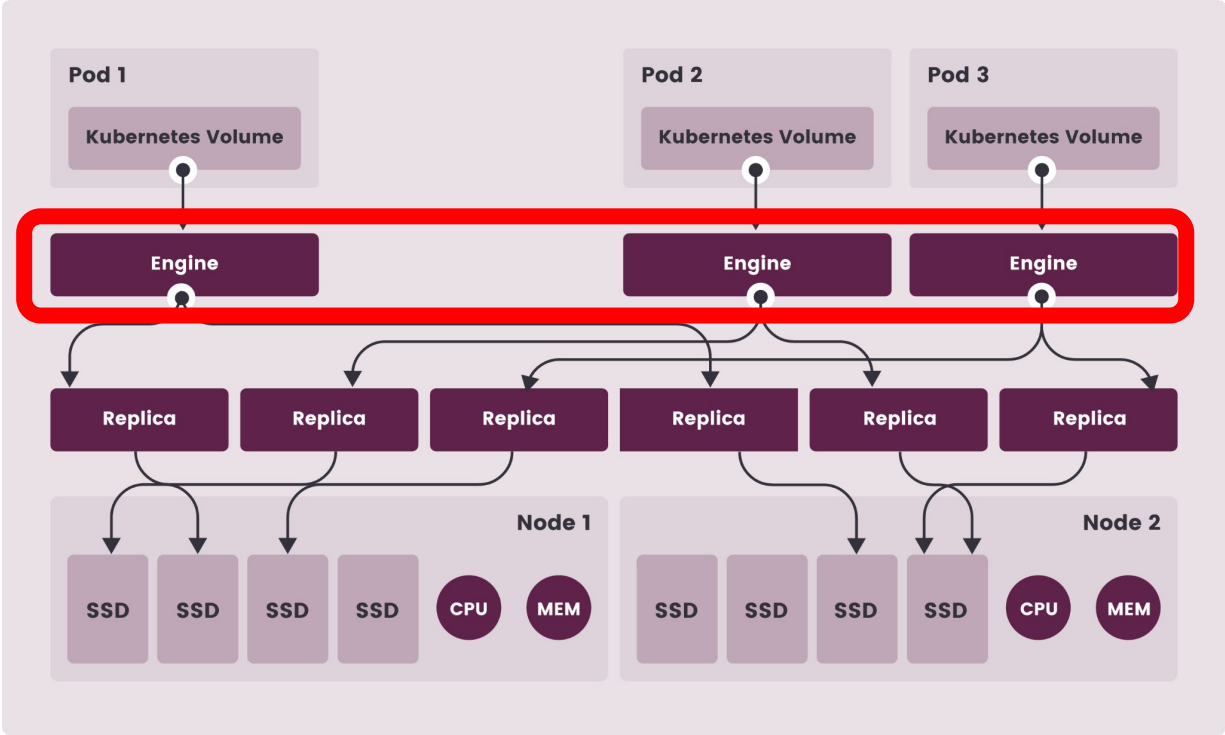 Pod 1
Pod 2
Pod 3
Kubernetes Volume
Kubernetes Volume
Kubernetes Volume
Engine
Engine
Engine
Replica
Replica
Replica
Replica
Replica
Replica
Node 1
Node 2
SSD
SSD
SSD
SSD
CPU
MEM
SSD
SSD
SSD
SSD
CPU
MEM